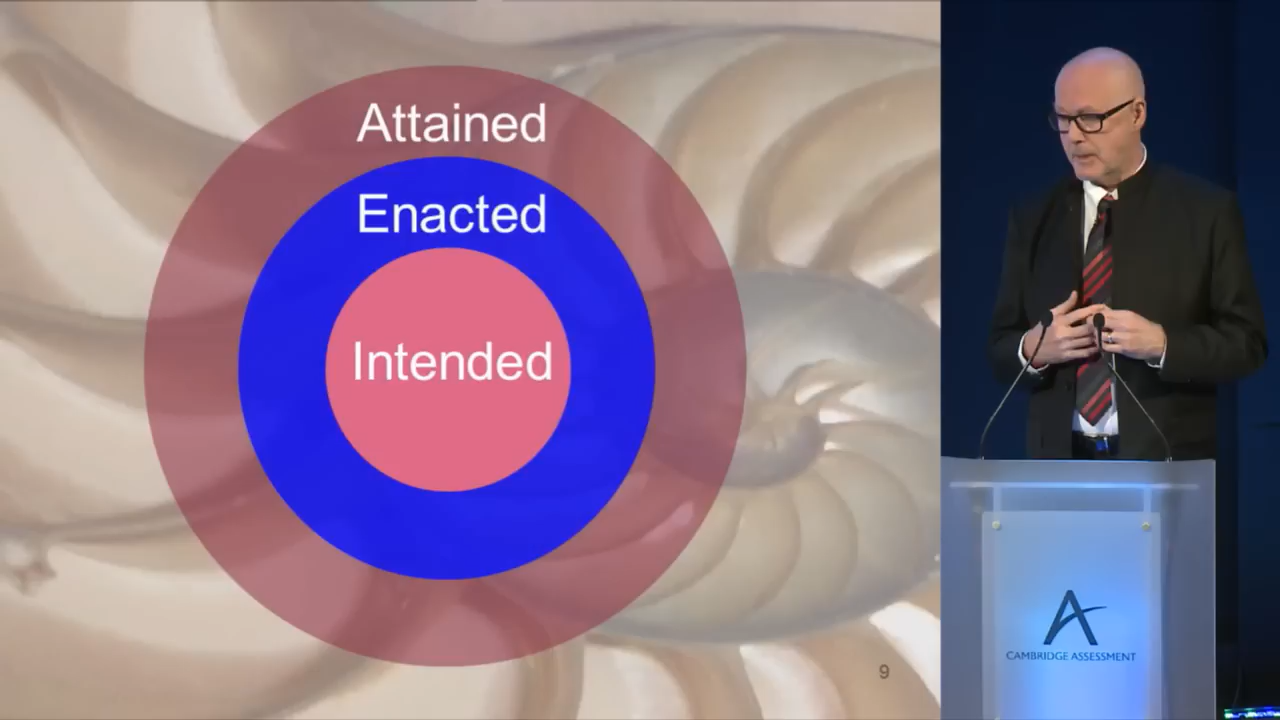 Attained
Enacted
Intended
9
CAMBRIDGE ASSESSMENT